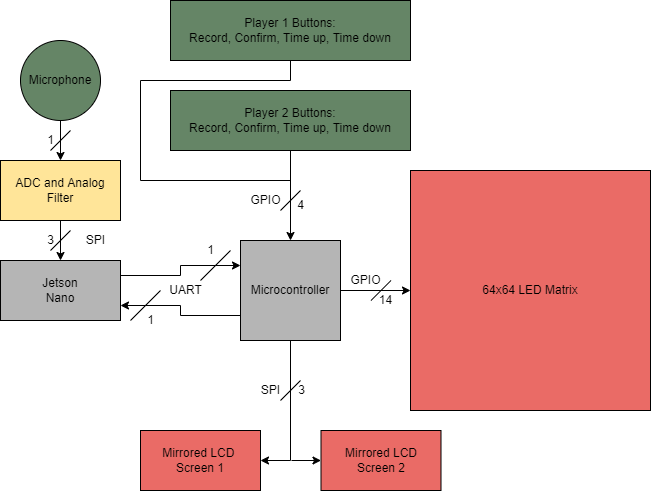 Player 1 Buttons:
Record, Confirm, Time up, Time down
Microphone
Player 2 Buttons:
Record, Confirm, Time up, Time down
1
ADC and Analog
Filter
GPIO
4
3
SPI
1
Jetson
Nano
UART
1
Microcontroller
GPIO
14
64x64 LED Matrix
SPI
3
Mirrored LCD
Screen 1
Mirrored LCD
Screen 2